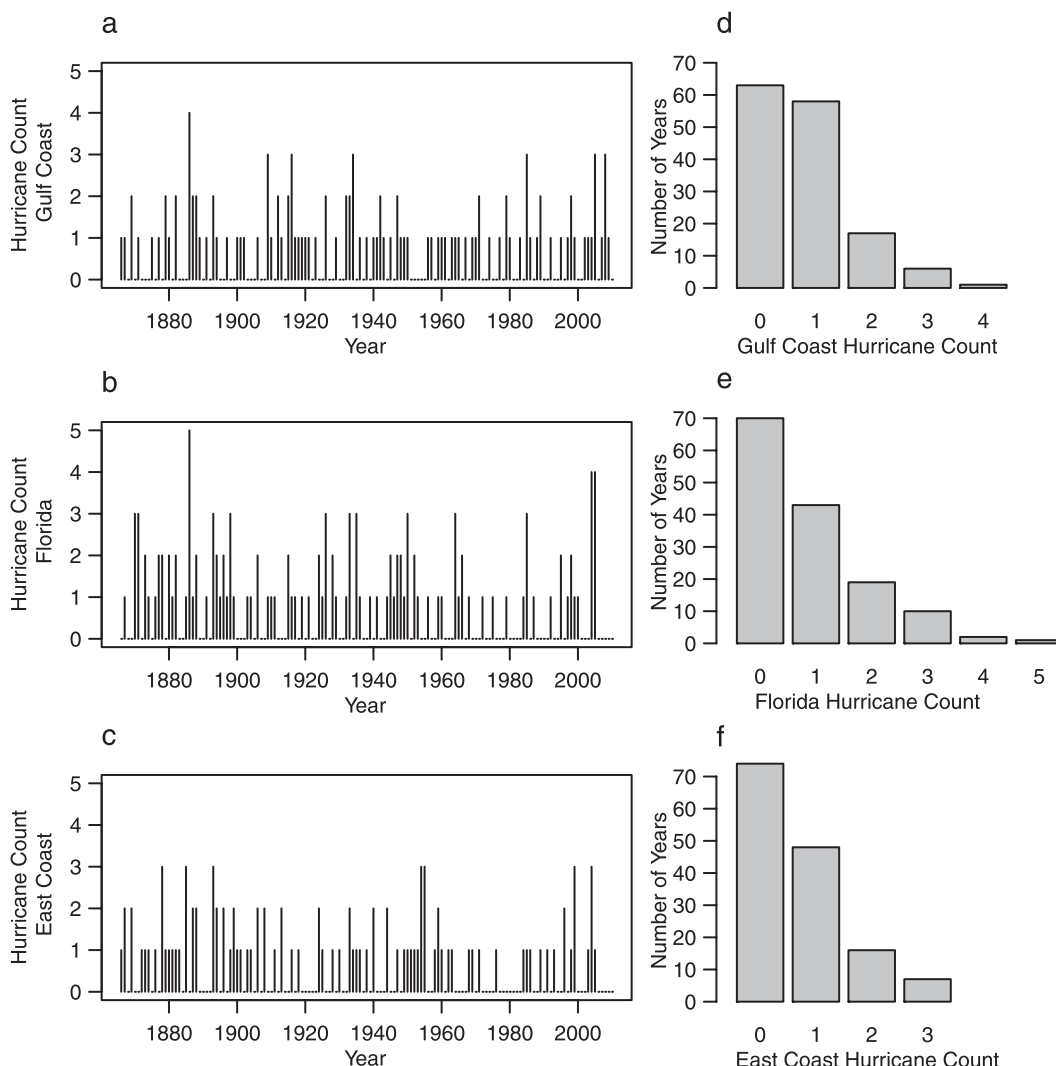 a
Hurricane Count
Gulf Coast
5
4
3
2
1
0
1880 1900 1920 1940 1960 1980 2000
Year
d
Number of Years
70
60
50
40
30
20
10
0
0 1 2 3 4
Gulf Coast Hurricane Count
b
Hurricane Count
Florida
5
4
3
2
1
0
1880 1900 1920 1940 1960 1980 2000
Year
e
Number of Years
70
60
50
40
30
20
10
0
0 1 2 3 4 5
Florida Hurricane Count
c
Hurricane Count
East Coast
5
4
3
2
1
0
1880 1900 1920 1940 1960 1980 2000
Year
f
Number of Years
70
60
50
40
30
20
10
0
0 1 2 3
East Coast Hurricane Count